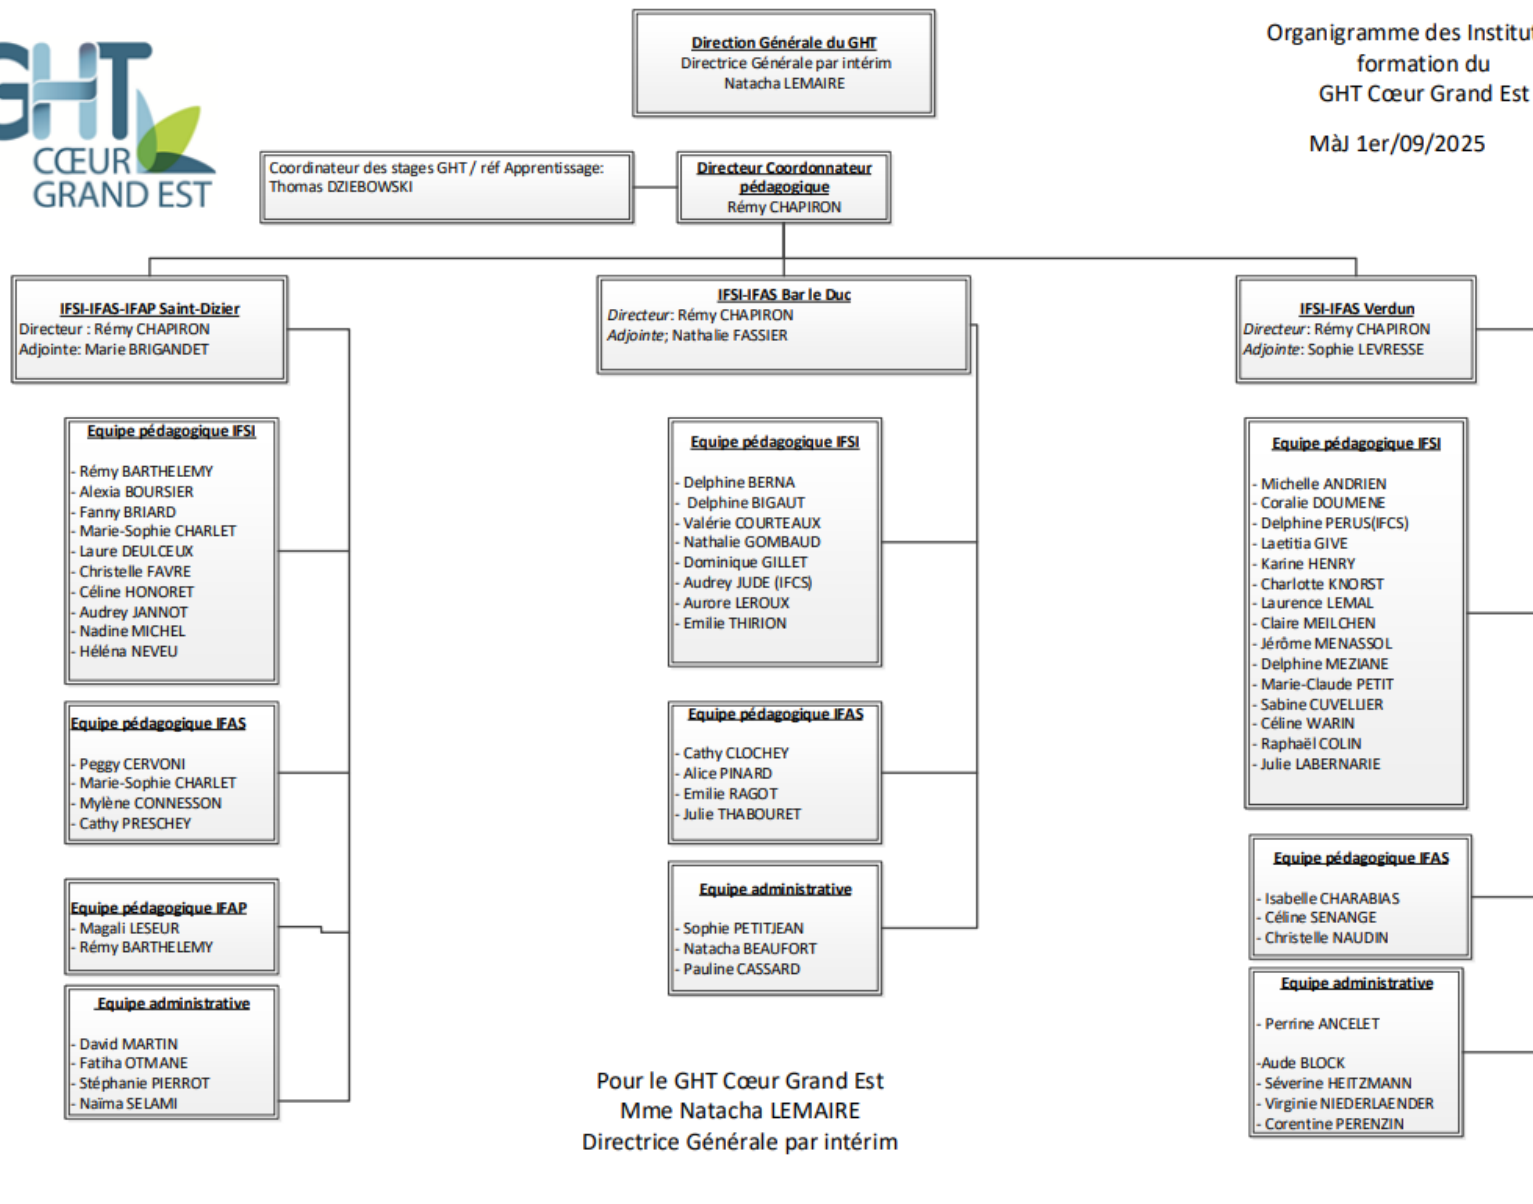 GHT
CŒUR
GRAND EST
Direction Générale du GHT
Directrice Générale par intérim
Natacha LEMAIRE
Organigramme des
formation du
GHT Cœur Grand Est
MàJ 1er/09/2025
Coordinateur des stages GHT / réf Apprentissage:
Thomas DZIEBOWSKI
Directeur Coordonnateur
pédagogique
Rémy CHAPIRON
IFSI-IFAS-IFAP Saint-Dizier
Directeur : Rémy CHAPIRON
Adjointe: Marie BRIGANDET
Equipe pédagogique IFSI
- Rémy BARTHELEMY
- Alexia BOURSIER
- Fanny BRIARD
- Marie-Sophie CHARLET
- Laure DEULCEUX
- Christelle FAVRE
- Céline HONORET
- Audrey JANNOT
- Nadine MICHEL
- Héléna NEVEU
Equipe pédagogique IFAS
- Peggy CERVONI
- Marie-Sophie CHARLET
- Mylène CONNESSON
- Cathy PRESCHEY
Equipe pédagogique IFAP
- Magali LESEUR
- Rémy BARTHELEMY
Equipe administrative
- David MARTIN
- Fatiha OTMANE
- Stéphanie PIERROT
- Naïma SELAMI
IFSI-IFAS Bar le Duc
Directeur: Rémy CHAPIRON
Adjointe; Nathalie FASSIER
Equipe pédagogique IFSI
- Delphine BERNA
- Delphine BIGAUT
- Valérie COURTEAUX
- Nathalie GOMBAUD
- Dominique GILLET
- Audrey JUDE (IFCS)
- Aurore LEROUX
- Emilie THIRION
Equipe pédagogique IFAS
- Cathy CLOCHEY
- Alice PINARD
- Emilie RAGOT
- Julie THABOURET
Equipe administrative
- Sophie PETITJEAN
- Natacha BEAUFORT
- Pauline CASSARD
IFSI-IFAS Verdun
Directeur: Rémy CHAPIRON
Adjointe: Sophie LEVRESSE
Equipe pédagogique IFSI
- Michelle ANDRIEN
- Coralie DOUMENE
- Delphine PERUS(IFCS)
- Laetitia GIVE
- Karine HENRY
- Charlotte KNORST
- Laurence LEMAL
- Claire MEILCHEN
- Jérôme MENASSOL
- Delphine MEZIANE
- Marie-Claude PETIT
- Sabine CUVELLIER
- Céline WARIN
- Raphaël COLIN
- Julie LABERNARIE
Equipe pédagogique IFAS
- Isabelle CHARABIAS
- Céline SENANGE
- Christelle NAUDIN
Equipe administrative
- Perrine ANCELET
-Aude BLOCK
- Séverine HEITZMANN
- Virginie NIEDERLAENDER
- Corentine PERENZIN
Pour le GHT Cœur Grand Est
Mme Natacha LEMAIRE
Directrice Générale par intérim